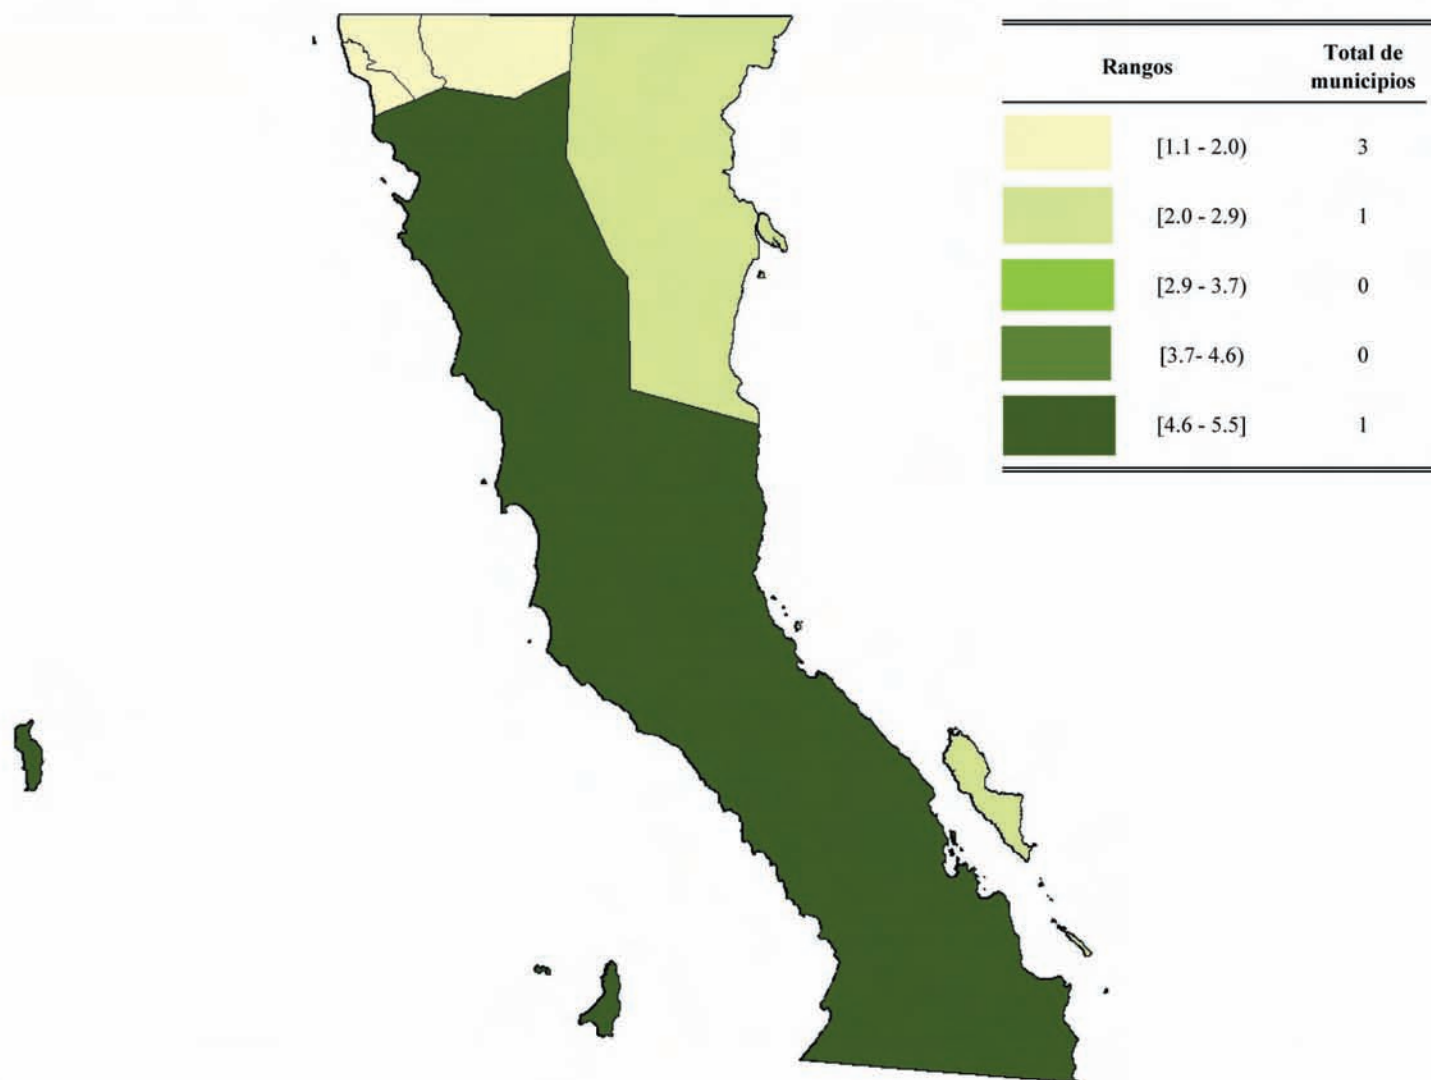 Rangos Total de municipios
[1.1 - 2.0) 3
[2.0 - 2.9) 1
[2.9 - 3.7) 0
[3.7- 4.6) 0
[4.6 - 5.5] 1